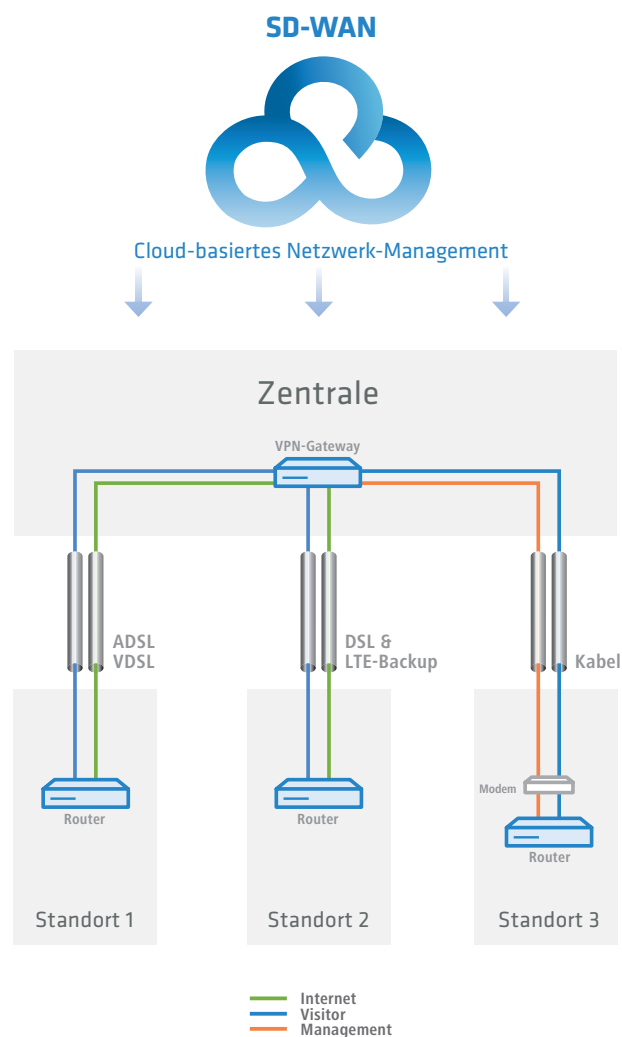 SD-WAN
Cloud-basiertes Netzwerk-Management
Zentrale
VPN-Gateway
ADSL
VDSL
DSL &
LTE-Backup
Kabel
Router
Router
Modem
Router
Standort 1
Standort 2
Standort 3
Internet
Visitor
Management